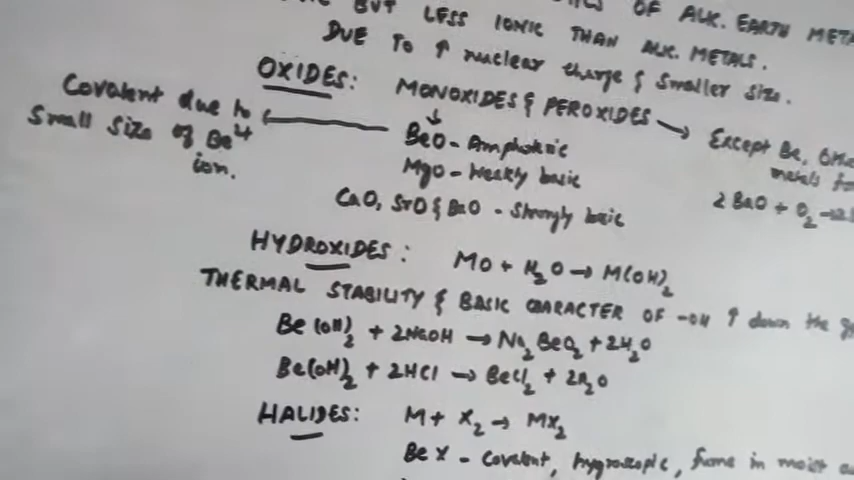 BUT LESS IONIC THAN ALK. METALS.
OF ALK. EARTH META
DUE TO ↑ nuclear charge & smaller size.
OXIDES: MONOXIDES & PEROXIDES →
Covalent due to
small size of Be
ion.
BeO - Amphoteric
MgO - Weakly basic
CaO, SrO & BaO - Strongly basic
Except Be, other
metals for
2 BaO + O₂ → 2
HYDROXIDES: MO + H₂O → M(OH)₂
THERMAL STABILITY & BASIC CHARACTER OF -OH ↑ down the
Be(OH)₂ + 2NaOH → Na₂BeO₂ + 2H₂O
Be(OH)₂ + 2HCl → BeCl₂ + 2H₂O
HALIDES: M + X₂ → MX₂
BeX - Covalent, hygroscopic, fume in moist